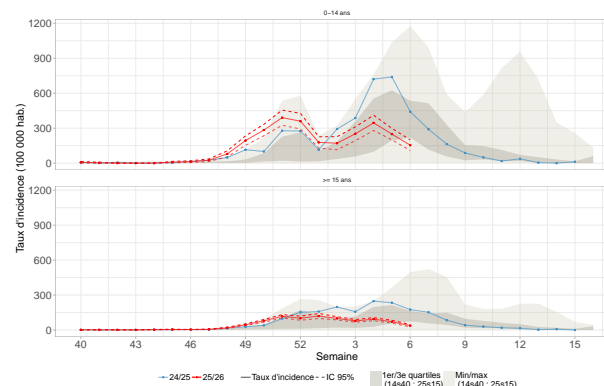 0–14 ans
1200
900
600
300
0
>= 15 ans
1200
900
600
300
0
40 43 46 49 52 3 6 9 12 15
Taux d'incidence (100 000 hab.)
Semaine
24/25 25/26 Taux d'incidence IC 95% 1er/3e quartiles Min/max
(14s40 : 25s15) (14s40 : 25s15)